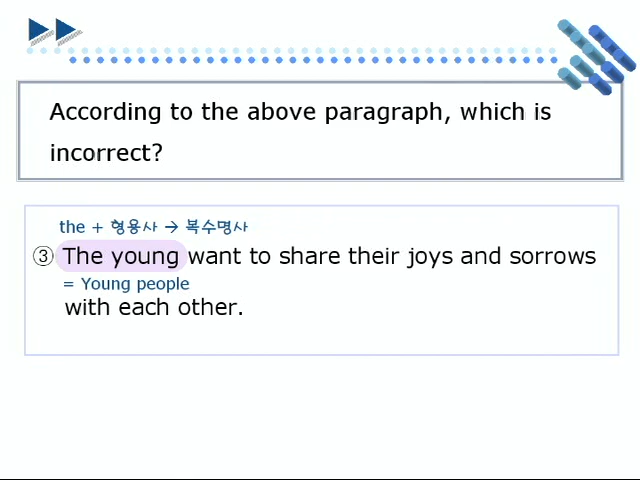 According to the above paragraph, which is
incorrect?
the + 형용사 → 복수명사
③ The young want to share their joys and sorrows
= Young people
with each other.